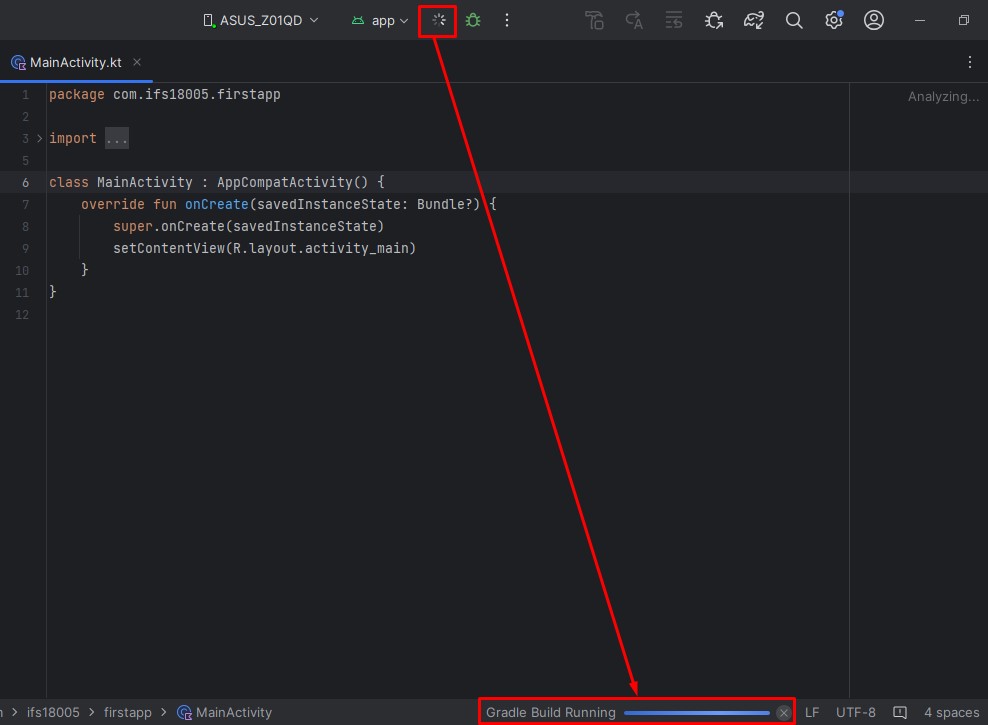 ASUS_Z01QD app
MainActivity.kt
1 package com.ifs18005.firstapp
Analyzing...
2
3 import ...
5
6 class MainActivity : AppCompatActivity() {
7 override fun onCreate(savedInstanceState: Bundle?) {
8 super.onCreate(savedInstanceState)
9 setContentView(R.layout.activity_main)
10 }
11 }
12
ifs18005 > firstapp > MainActivity Gradle Build Running LF UTF-8 4 spaces